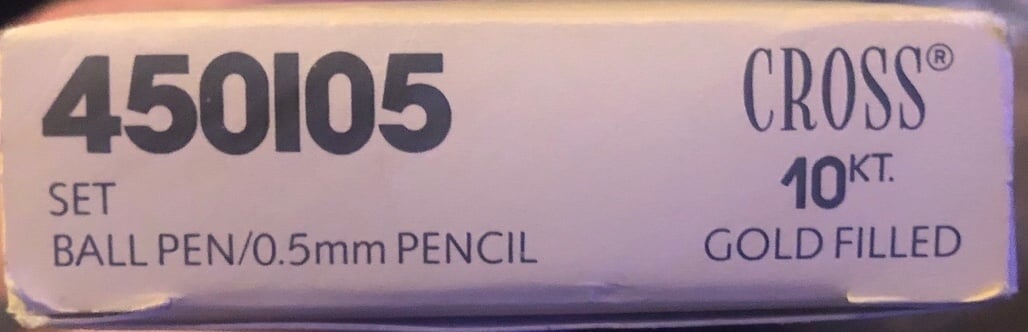 450105
SET
BALL PEN/0.5mm PENCIL
CROSS®
10KT.
GOLD FILLED